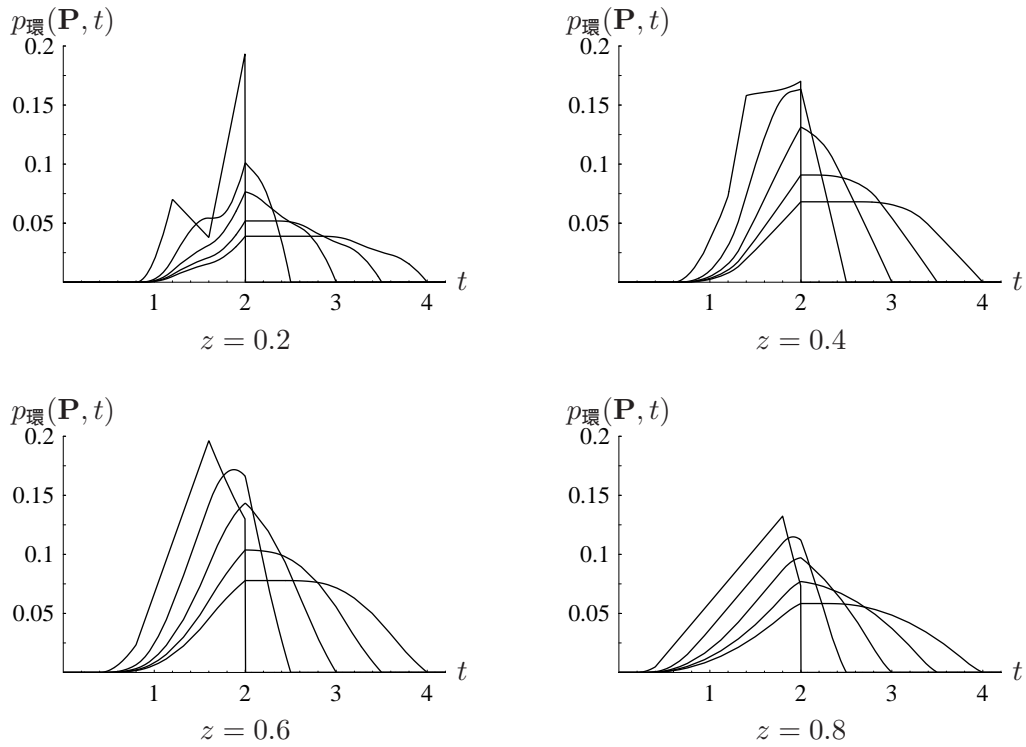 p環(P, t)
0.2
0.15
0.1
0.05
1 2 3 4 t
z = 0.2
p環(P, t)
0.2
0.15
0.1
0.05
1 2 3 4 t
z = 0.4
p環(P, t)
0.2
0.15
0.1
0.05
1 2 3 4 t
z = 0.6
p環(P, t)
0.2
0.15
0.1
0.05
1 2 3 4 t
z = 0.8